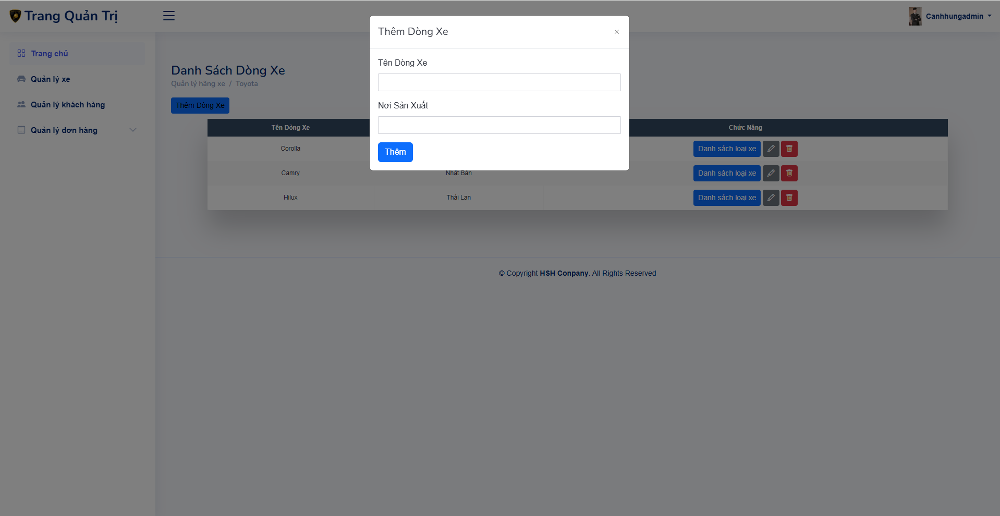 Trang Quản Trị
Canhhungadmin
Trang chủ
Quản lý xe
Quản lý khách hàng
Quản lý đơn hàng
Danh Sách Dòng Xe
Quản lý hãng xe / Toyota
Thêm Dòng Xe
Thêm Dòng Xe
×
Tên Dòng Xe
Nơi Sản Xuất
Thêm
Tên Dòng Xe Chức Năng
Corolla Danh sách loại xe
Camry Nhật Bản Danh sách loại xe
Hilux Thái Lan Danh sách loại xe
© Copyright HSH Conpany. All Rights Reserved